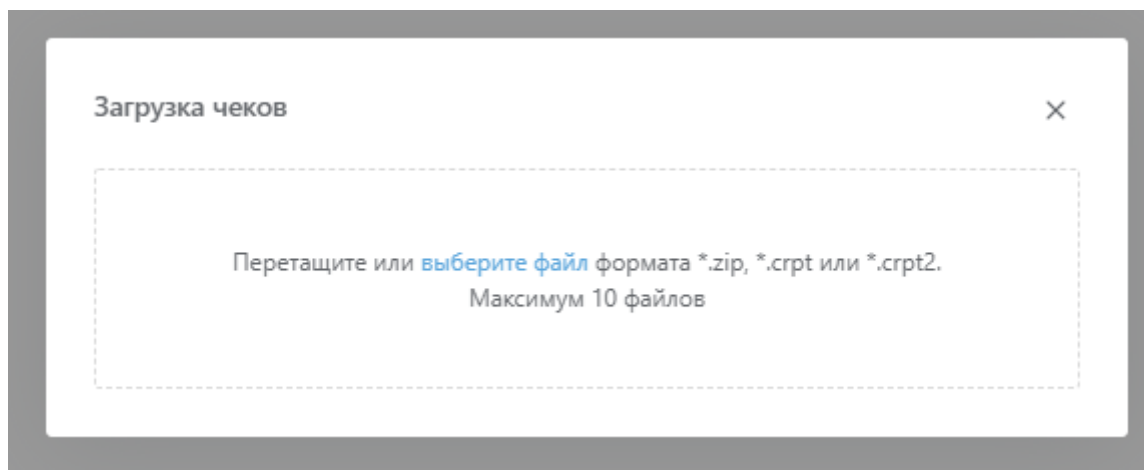 Загрузка чеков
Перетащите или выберите файл формата *.zip, *.crpt или *.crpt2.
Максимум 10 файлов